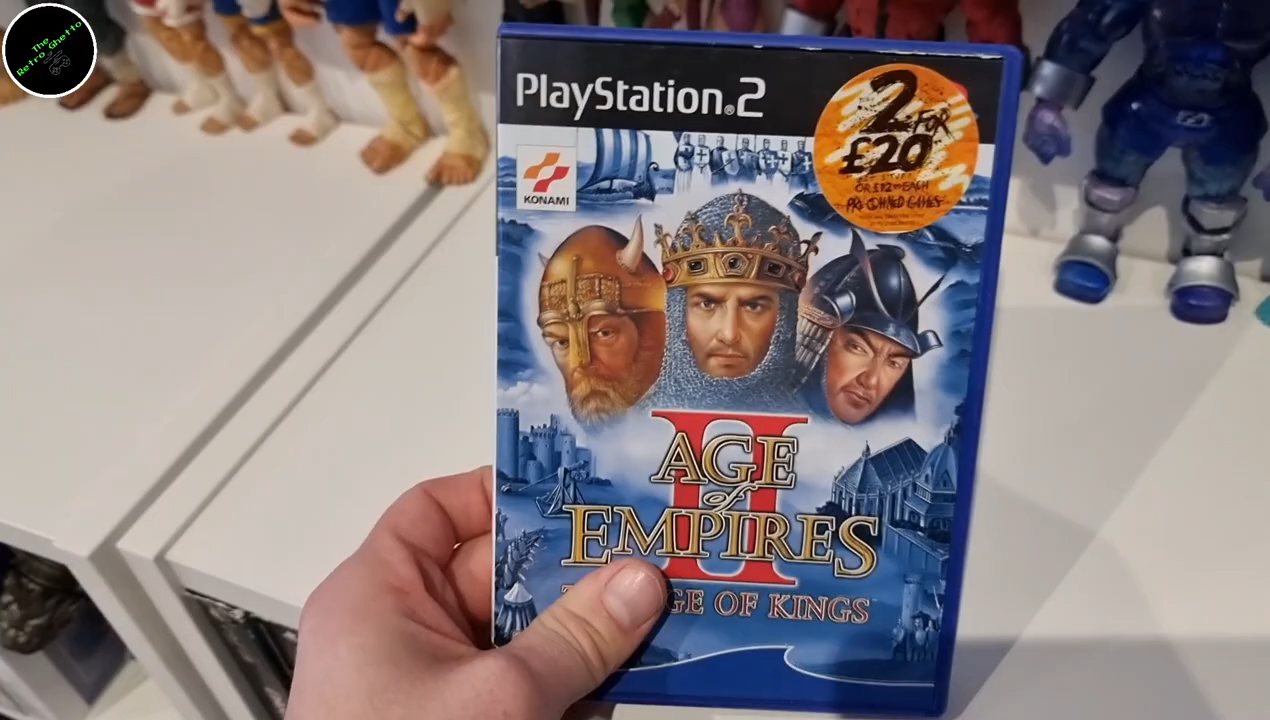 The
Retro Ghetto
PlayStation®2
2 FOR
£20
OR £12 EACH
PRE OWNED GAMES
KONAMI
II
AGE
of
EMPIRES
GE OF KINGS